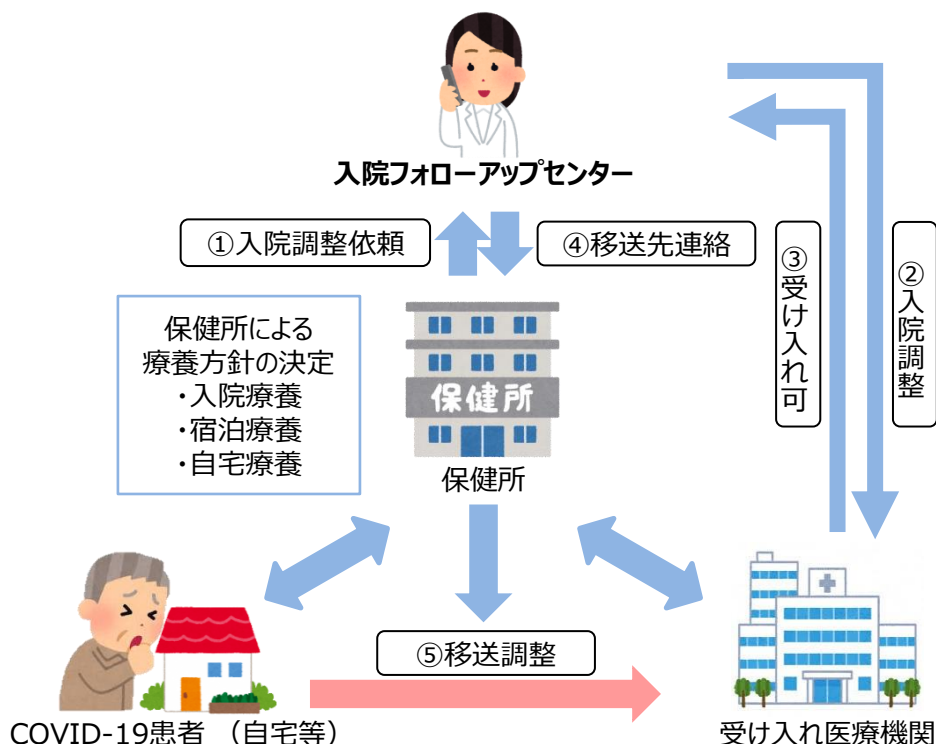 入院フォローアップセンター
①入院調整依頼
④移送先連絡
③受け入れ可
②入院調整
保健所による
療養方針の決定
・入院療養
・宿泊療養
・自宅療養
保健所
保健所
⑤移送調整
COVID-19患者 （自宅等）
受け入れ医療機関